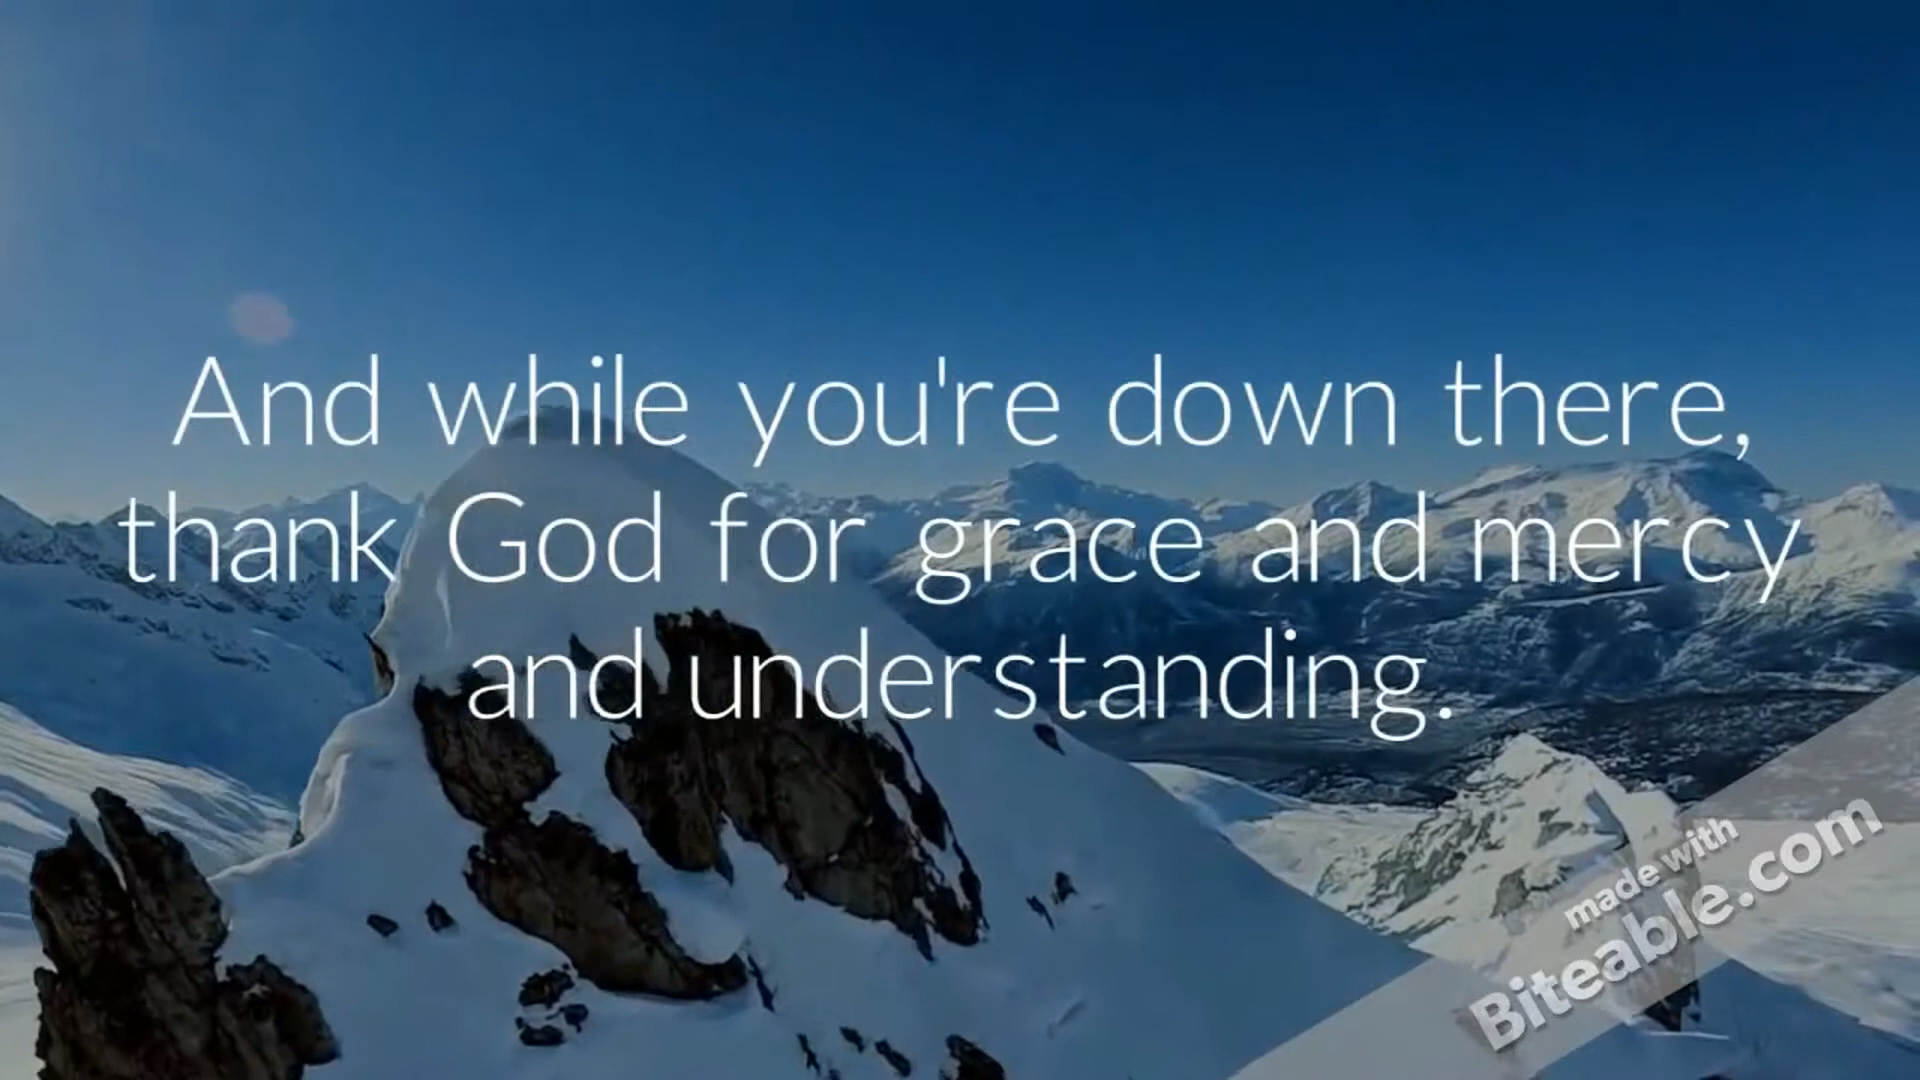 And while you're down there,
thank God for grace and mercy
and understanding.
made with
Biteable.com